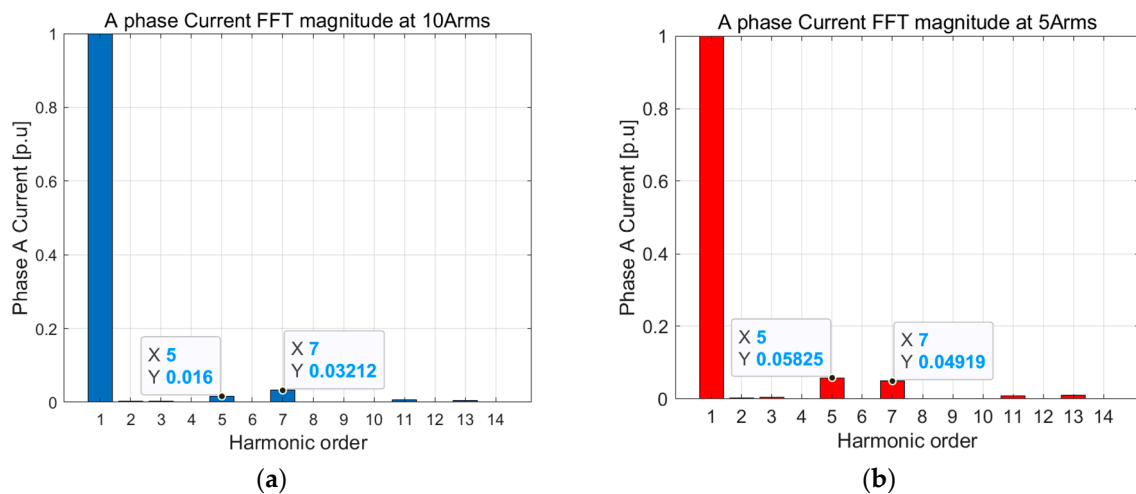 A phase Current FFT magnitude at 10Arms
Phase A Current [p.u]
1
0.8
0.6
0.4
0.2
0
X 5
Y 0.016
X 7
Y 0.03212
1 2 3 4 5 6 7 8 9 10 11 12 13 14
Harmonic order
(a)
A phase Current FFT magnitude at 5Arms
Phase A Current [p.u]
1
0.8
0.6
0.4
0.2
0
X 5
Y 0.05825
X 7
Y 0.04919
1 2 3 4 5 6 7 8 9 10 11 12 13 14
Harmonic order
(b)